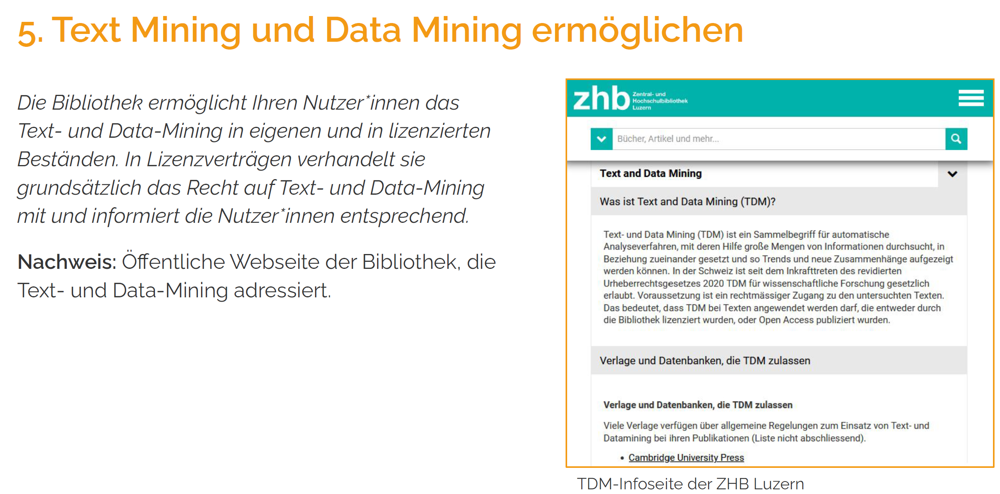 5. Text Mining und Data Mining ermöglichen
Die Bibliothek ermöglicht Ihren Nutzer*innen das
Text- und Data-Mining in eigenen und in lizenzierten
Beständen. In Lizenzverträgen verhandelt sie
grundsätzlich das Recht auf Text- und Data-Mining
mit und informiert die Nutzer*innen entsprechend.
Nachweis: Öffentliche Webseite der Bibliothek, die
Text- und Data-Mining adressiert.
zhb
Zentral- und
Hochschulbibliothek
Luzern
Bücher, Artikel und mehr...
Text and Data Mining
Was ist Text and Data Mining (TDM)?
Text- und Data Mining (TDM) ist ein Sammelbegriff für automatische
Analyseverfahren, mit deren Hilfe große Mengen von Informationen durchsucht, in
Beziehung zueinander gesetzt und so Trends und neue Zusammenhänge aufgezeigt
werden können. In der Schweiz ist seit dem Inkrafttreten des revidierten
Urheberrechtsgesetzes 2020 TDM für wissenschaftliche Forschung gesetzlich
erlaubt. Voraussetzung ist ein rechtmässiger Zugang zu den untersuchten Texten.
Das bedeutet, dass TDM bei Texten angewendet werden darf, die entweder durch
die Bibliothek lizenziert wurden, oder Open Access publiziert wurden.
Verlage und Datenbanken, die TDM zulassen
Verlage und Datenbanken, die TDM zulassen
Viele Verlage verfügen über allgemeine Regelungen zum Einsatz von Text- und
Datamining bei ihren Publikationen (Liste nicht abschliessend).
• Cambridge University Press
TDM-Infoseite der ZHB Luzern